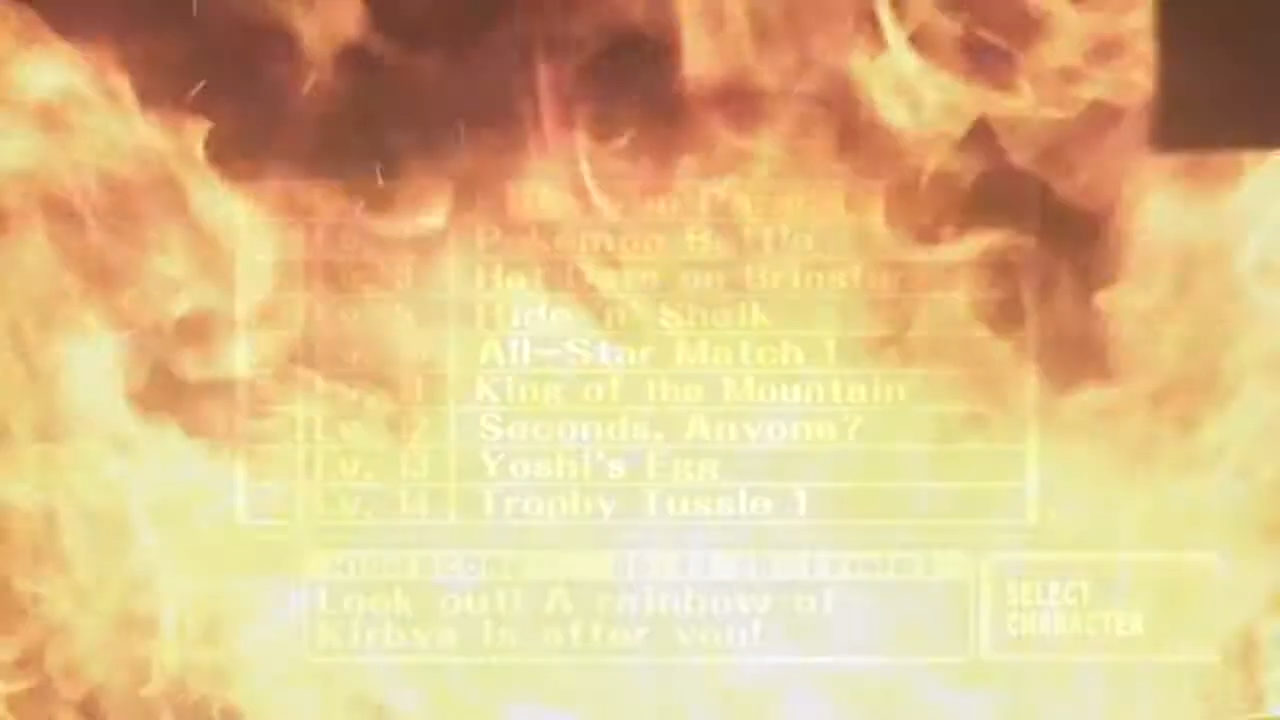 Pokémon Battle
Hot Date on Brinstar
Hide 'n' Sheik
All-Star Match 1
King of the Mountain
Lv. 12 Seconds, Anyone?
Lv. 13 Yoshi's Egg
Lv. 14 Trophy Tussle 1
HIGH SCORE
Look out! A rainbow of
Kirbys is after you!
SELECT
CHARACTER